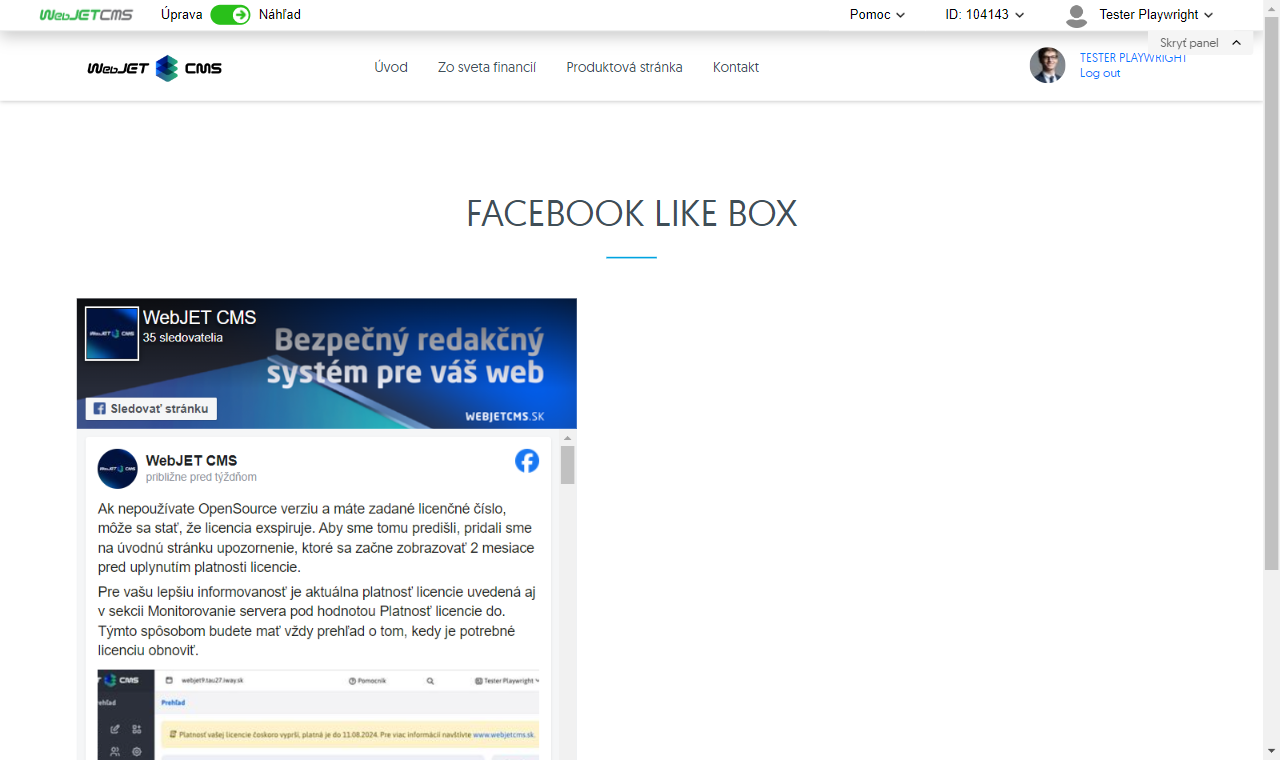 WebJETCMS Úprava Náhľad Pomoc ID: 104143 Tester Playwright
Skryť panel
WebJET CMS Úvod Zo sveta financií Produktová stránka Kontakt
TESTER PLAYWRIGHT
Log out
FACEBOOK LIKE BOX
WebJET CMS
35 sledovatelia
Bezpečný redakčný
systém pre váš web
Sledovať stránku
WEBJETCMS.SK
WebJET CMS
približne pred týždňom
Ak nepoužívate OpenSource verziu a máte zadané licenčné číslo,
môže sa stať, že licencia exspiruje. Aby sme tomu predišli, pridali sme
na úvodnú stránku upozornenie, ktoré sa začne zobrazovať 2 mesiace
pred uplynutím platnosti licencie.
Pre vašu lepšiu informovanosť je aktuálna platnosť licencie uvedená aj
v sekcii Monitorovanie servera pod hodnotou Platnosť licencie do.
Týmto spôsobom budete mať vždy prehľad o tom, kedy je potrebné
licenciu obnoviť.
CMS webjet9.tau27.iway.sk Pomocník Tester Playwright
Prehľad
Platnosť vašej licencie čoskoro vyprší, platná je do 13.08.2024. Pre viac informácií navštívte www.webjetcms.sk.